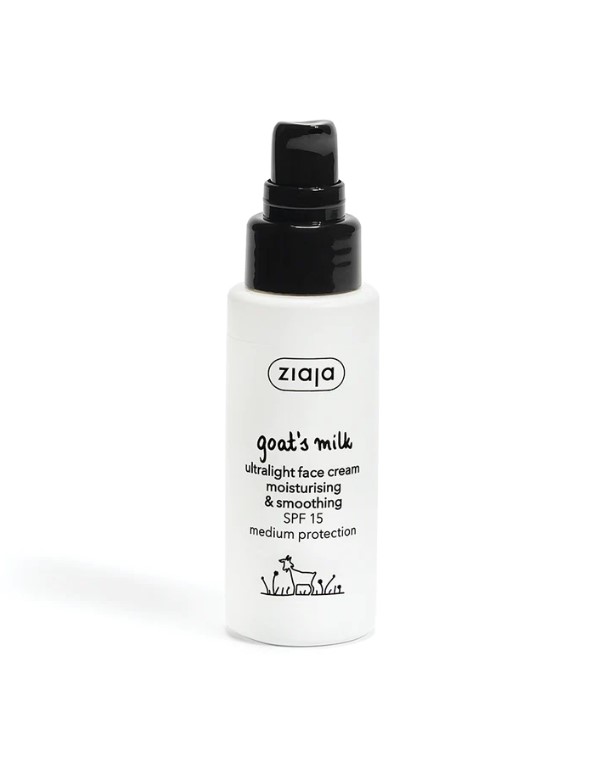 ziaja
goat's milk
ultralight face cream
moisturising
& smoothing
SPF 15
medium protection